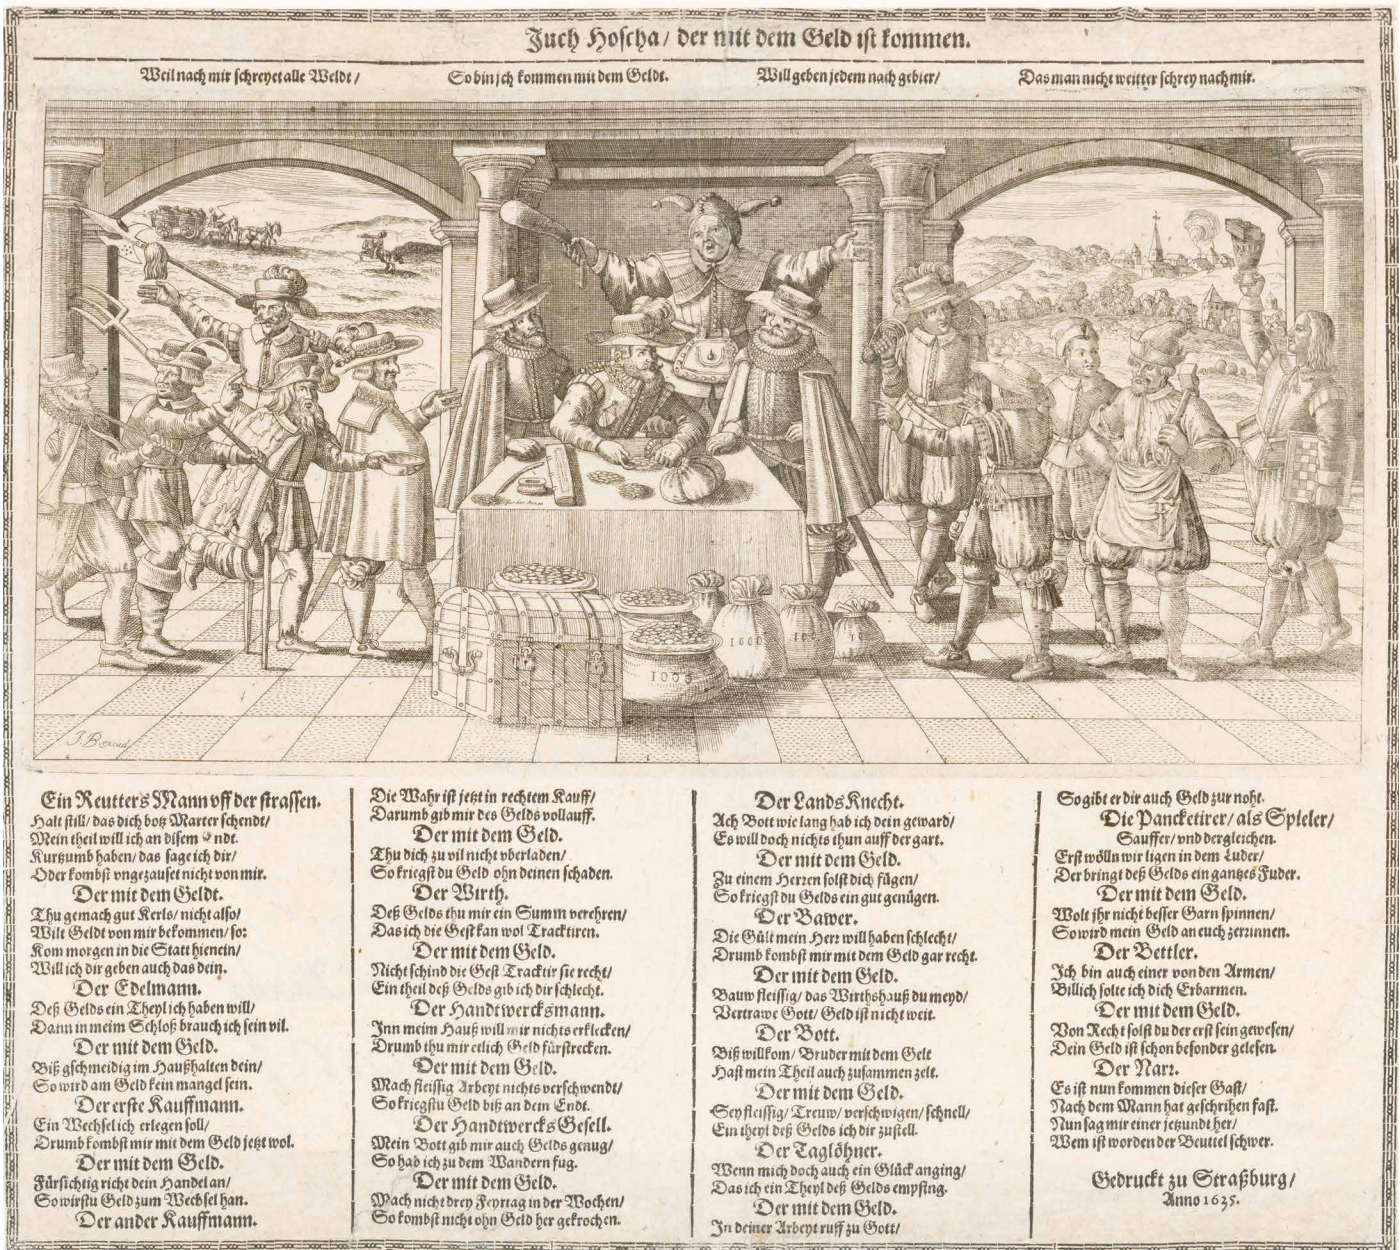 Juch Hoscha/ der mit dem Geld ist kommen.
Weil nach mir schreyet alle Weldt/ So bin jch kommen mit dem Geldt. Will geben jedem nach gebier/ Das man nicht weitter schrey nach mir.
1000
1000
100
10
J. B. excud.
Ein Reutters Mann vff der strassen.
Halt still/ das dich botz Marter schendt/
Mein theil will ich an disem ndt.
Kurtzumb haben/ das sage ich dir/
Oder kombst vngezauset nicht von mir.
Der mit dem Geldt.
Thu gemach gut Kerls/ nicht also/
Wilt Geldt von mir bekommen/ so:
Kom morgen in die Statt hienein/
Will ich dir geben auch das dein.
Der Edelmann.
Deß Gelds ein Theyl ich haben will/
Dann in meim Schloß brauch ich sein vil.
Der mit dem Geld.
Biß gschmeidig im Haußhalten dein/
So wird am Geld kein mangel sein.
Der erste Kauffmann.
Ein Wechsel ich erlegen soll/
Drumb kombst mir mit dem Geld jetzt wol.
Der mit dem Geld.
Fürsichtig richt dein Handel an/
So wirstu Geld zum Wechsel han.
Der ander Kauffmann.
Die Wahr ist jetzt in rechtem Kauff/
Darumb gib mir des Gelds vollauff.
Der mit dem Geld.
Thu dich zu vil nicht vberladen/
So kriegst du Geld ohn deinen schaden.
Der Wirth.
Deß Gelds thu mir ein Summ verehren/
Das ich die Gest kan wol Tracktiren.
Der mit dem Geld.
Nicht schind die Gest Tracktir sie recht/
Ein theil deß Gelds gib ich dir schlecht.
Der Handtwercksmann.
Jnn meim Hauß will mir nichts erklecken/
Drumb thu mir etlich Geld fürstrecken.
Der mit dem Geld.
Mach fleissig Arbeyt nichts verschwendt/
So kriegstu Geld biß an dein Endt.
Der Handtwercks Gesell.
Mein Bott gib mir auch Gelds genug/
So hab ich zu dem Wandern fug.
Der mit dem Geld.
Mach nicht drey Feyrtag in der Wochen/
So kombst nicht ohn Geld her gekrochen.
Der Lands Knecht.
Ach Bott wie lang hab ich dein geward/
Es will doch nichts thun auff der gart.
Der mit dem Geld.
Zu einem Herren solst dich fügen/
So kriegst du Gelds ein gut genügen.
Der Bawer.
Die Gült mein Herr will haben schlecht/
Drumb kombst mir mit dem Geld gar recht.
Der mit dem Geld.
Bauw fleissig/ das Wirthshauß du meyd/
Vertrawe Gott/ Geld ist nicht weit.
Der Bott.
Biß willkom/ Bruder mit dem Gelt
Hast mein Theil auch zusammen zelt.
Der mit dem Geld.
Sey fleissig/ Treuw/ verschwigen/ schnell/
Ein theyl deß Gelds ich dir zustell.
Der Taglöhner.
Wenn mich doch auch ein Glück anging/
Das ich ein Theyl deß Gelds empfing.
Der mit dem Geld.
In deiner Arbeyt ruff zu Gott/
So gibt er dir auch Geld zur noht.
Die Pancketirer/ als Spieler/
Sauffer/ vnd dergleichen.
Erst wölln wir ligen in dem Luder/
Der bringt deß Gelds ein gantzes Fuder.
Der mit dem Geld.
Wolt jhr nicht besser Garn spinnen/
So wird mein Geld an euch zerrinnen.
Der Bettler.
Ich bin auch einer von den Armen/
Billich solte ich dich Erbarmen.
Der mit dem Geld.
Von Recht solst du der erst sein gewesen/
Dein Geld ist schon besonder gelesen.
Der Narr.
Es ist nun kommen dieser Gast/
Nach dem Mann hat geschrihen fast.
Nun sag mir einer jetzundt her/
Wem ist worden der Beuttel schwer.
Gedruckt zu Straßburg/
Anno 1635.